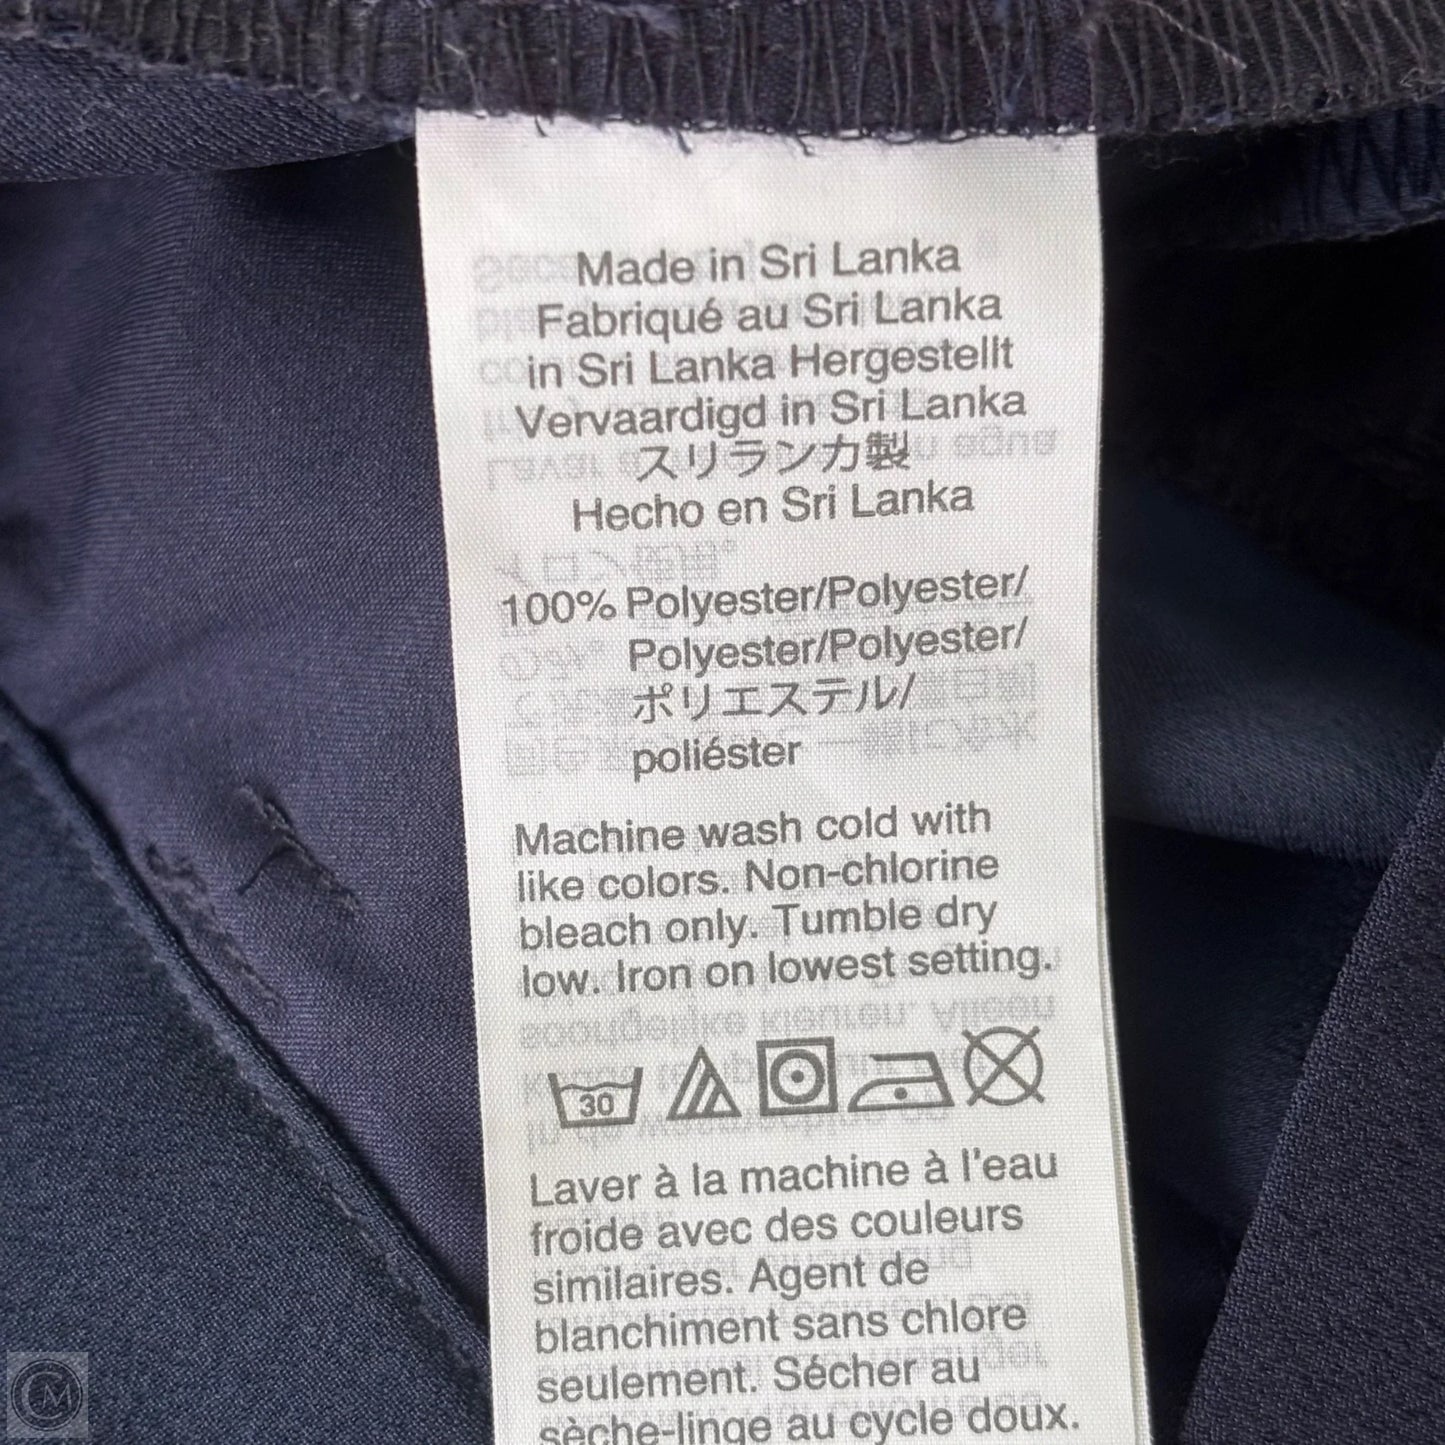 Made in Sri Lanka
Fabriqué au Sri Lanka
in Sri Lanka Hergestellt
Vervaardigd in Sri Lanka
スリランカ製
Hecho en Sri Lanka
100% Polyester/Polyester/
Polyester/Polyester/
ポリエステル/
poliéster
Machine wash cold with
like colors. Non-chlorine
bleach only. Tumble dry
low. Iron on lowest setting.
30
Laver à la machine à l'eau
froide avec des couleurs
similaires. Agent de
blanchiment sans chlore
seulement. Sécher au
sèche-linge au cycle doux.
CM